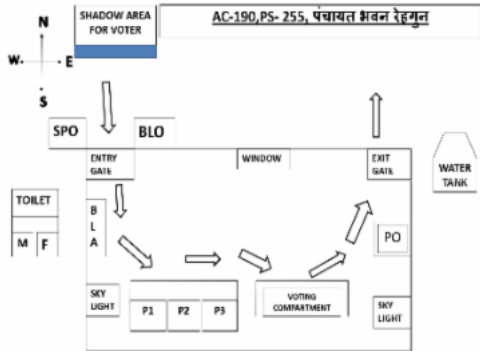 SHADOW AREA
FOR VOTER
AC-190,PS- 255, पंचायत भवन रेहगुन
N
W
E
S
SPO
BLO
ENTRY
GATE
WINDOW
EXIT
GATE
WATER
TANK
TOILET
M F
B
L
A
PO
SKY
LIGHT
P1 P2 P3
VOTING
COMPARTMENT
SKY
LIGHT